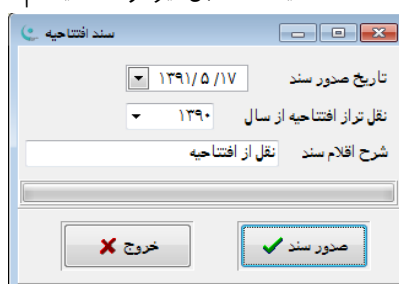 سند افتتاحیه
تاریخ صدور سند ۱۳۹۱/۵/۱۷
نقل تراز افتتاحیه از سال ۱۳۹۰
شرح اقلام سند نقل از افتتاحیه
صدور سند خروج